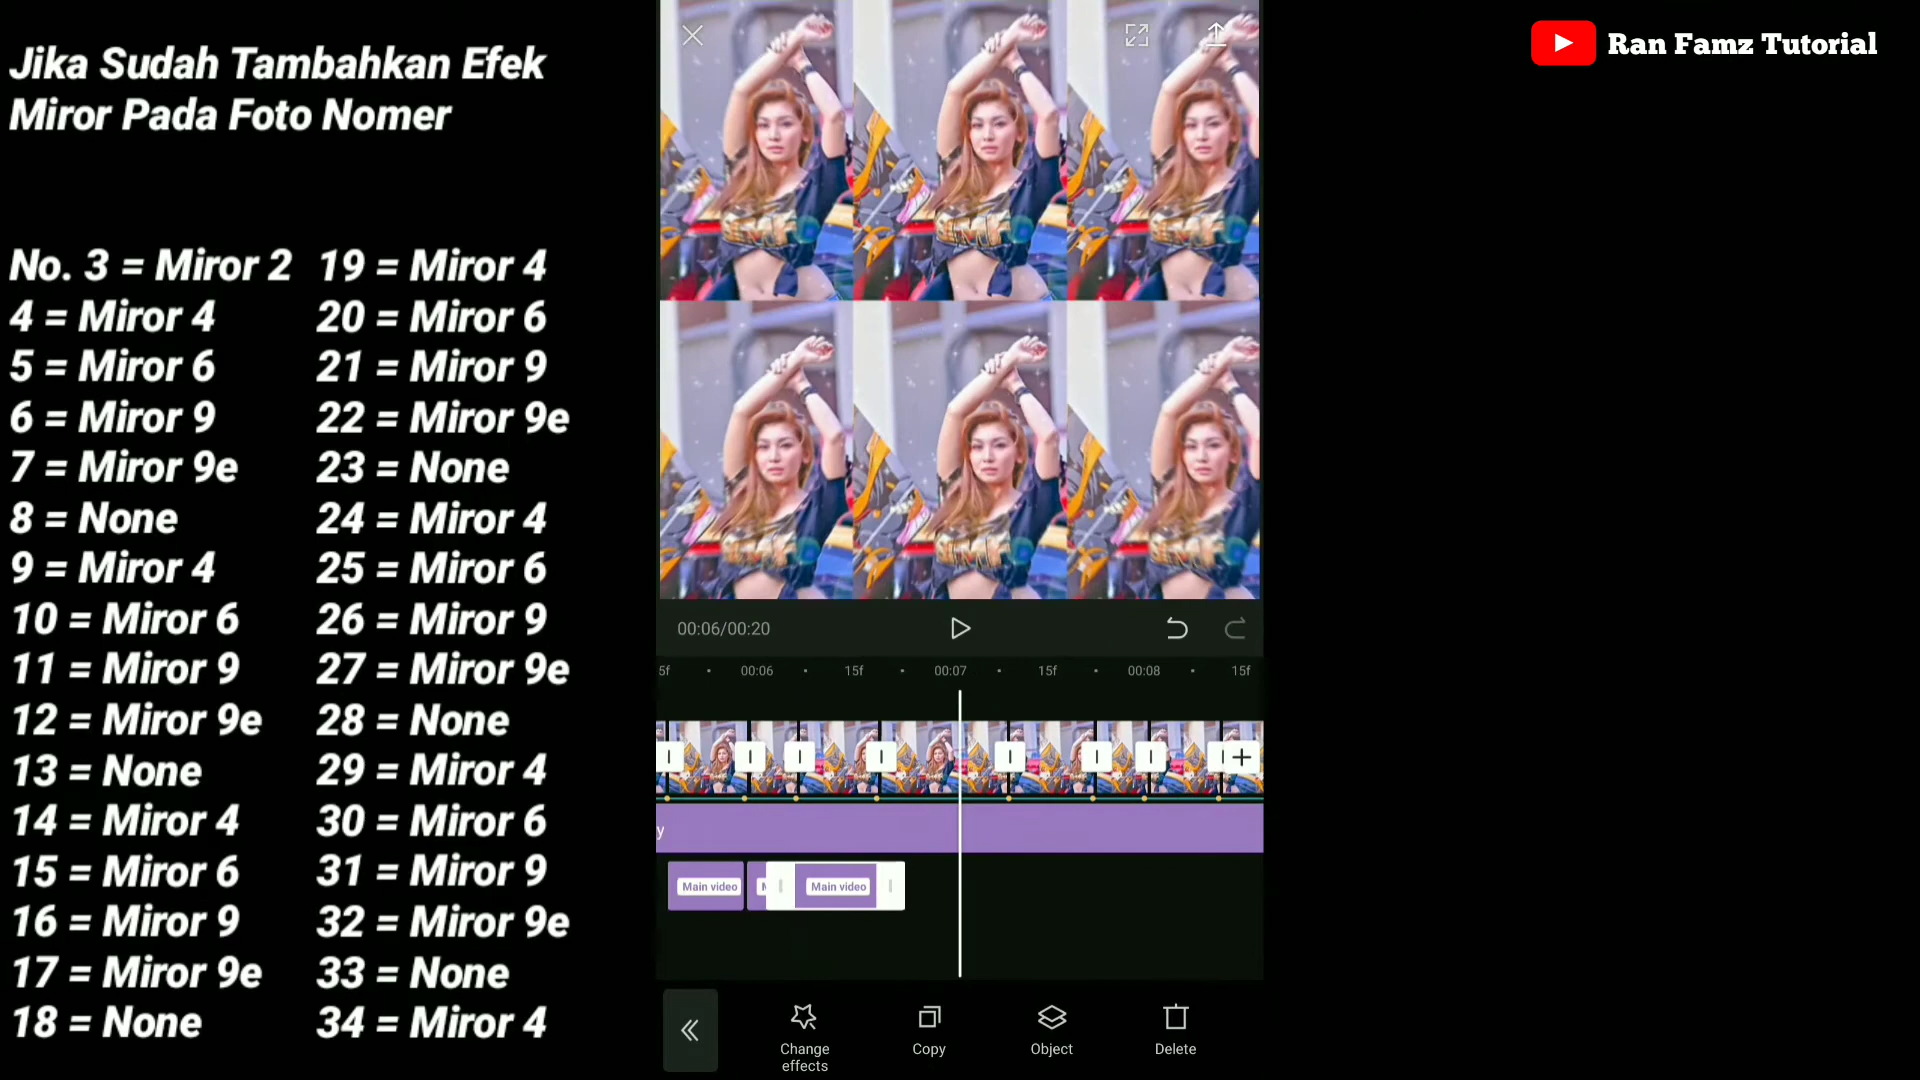 Jika Sudah Tambahkan Efek
Miror Pada Foto Nomer
No. 3 = Miror 2
4 = Miror 4
5 = Miror 6
6 = Miror 9
7 = Miror 9e
8 = None
9 = Miror 4
10 = Miror 6
11 = Miror 9
12 = Miror 9e
13 = None
14 = Miror 4
15 = Miror 6
16 = Miror 9
17 = Miror 9e
18 = None
19 = Miror 4
20 = Miror 6
21 = Miror 9
22 = Miror 9e
23 = None
24 = Miror 4
25 = Miror 6
26 = Miror 9
27 = Miror 9e
28 = None
29 = Miror 4
30 = Miror 6
31 = Miror 9
32 = Miror 9e
33 = None
34 = Miror 4
00:06/00:20
5f 00:06 15f 00:07 15f 00:08 15f
y
Main video Main video
Change effects
Copy
Object
Delete
Ran Famz Tutorial